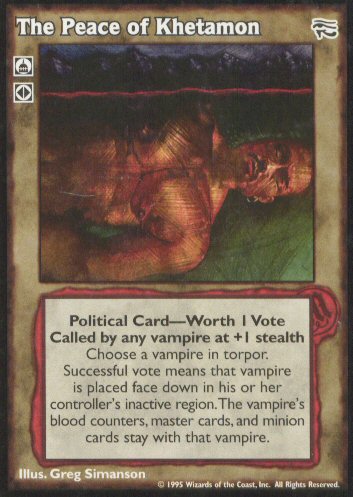 The Peace of Khetamon
Political Card—Worth 1 Vote
Called by any vampire at +1 stealth
Choose a vampire in torpor.
Successful vote means that vampire
is placed face down in his or her
controller's inactive region.The vampire's
blood counters, master cards, and minion
cards stay with that vampire.
Illus. Greg Simanson
© 1995 Wizards of the Coast, Inc. All Rights Reserved.